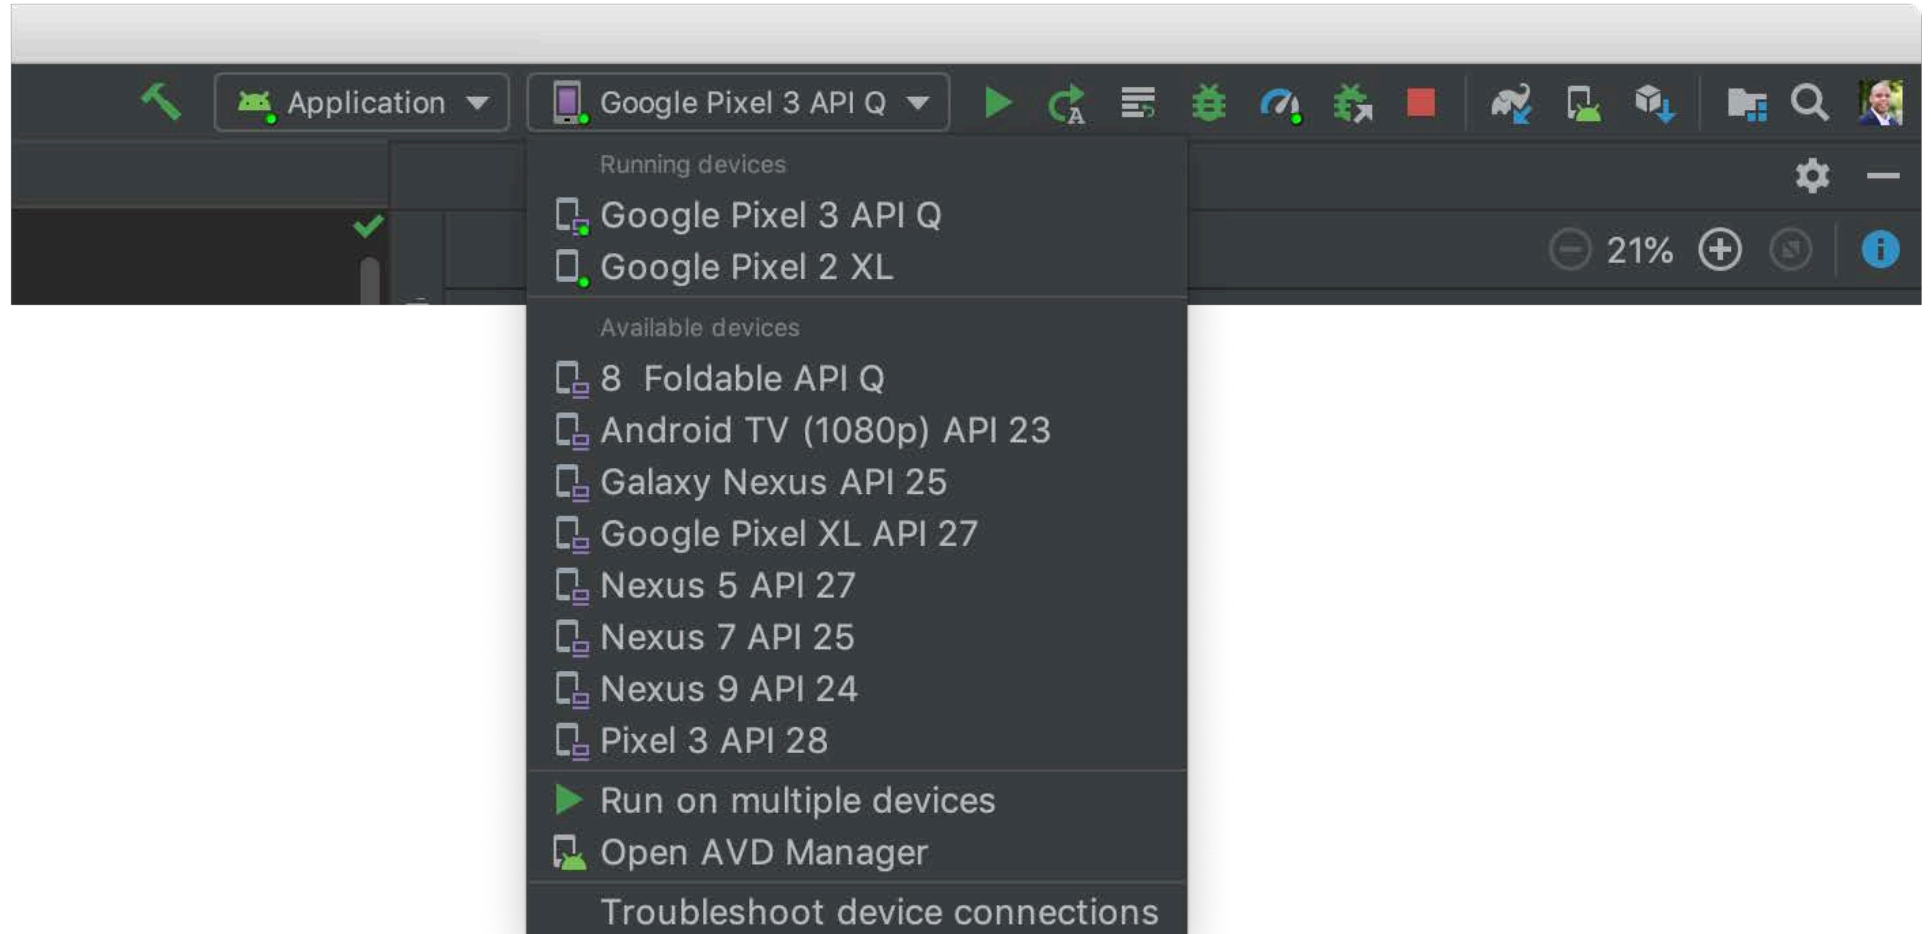 Application
Google Pixel 3 API Q
A
Running devices
Google Pixel 3 API Q
Google Pixel 2 XL
21%
Available devices
8  Foldable API Q
Android TV (1080p) API 23
Galaxy Nexus API 25
Google Pixel XL API 27
Nexus 5 API 27
Nexus 7 API 25
Nexus 9 API 24
Pixel 3 API 28
Run on multiple devices
Open AVD Manager
Troubleshoot device connections